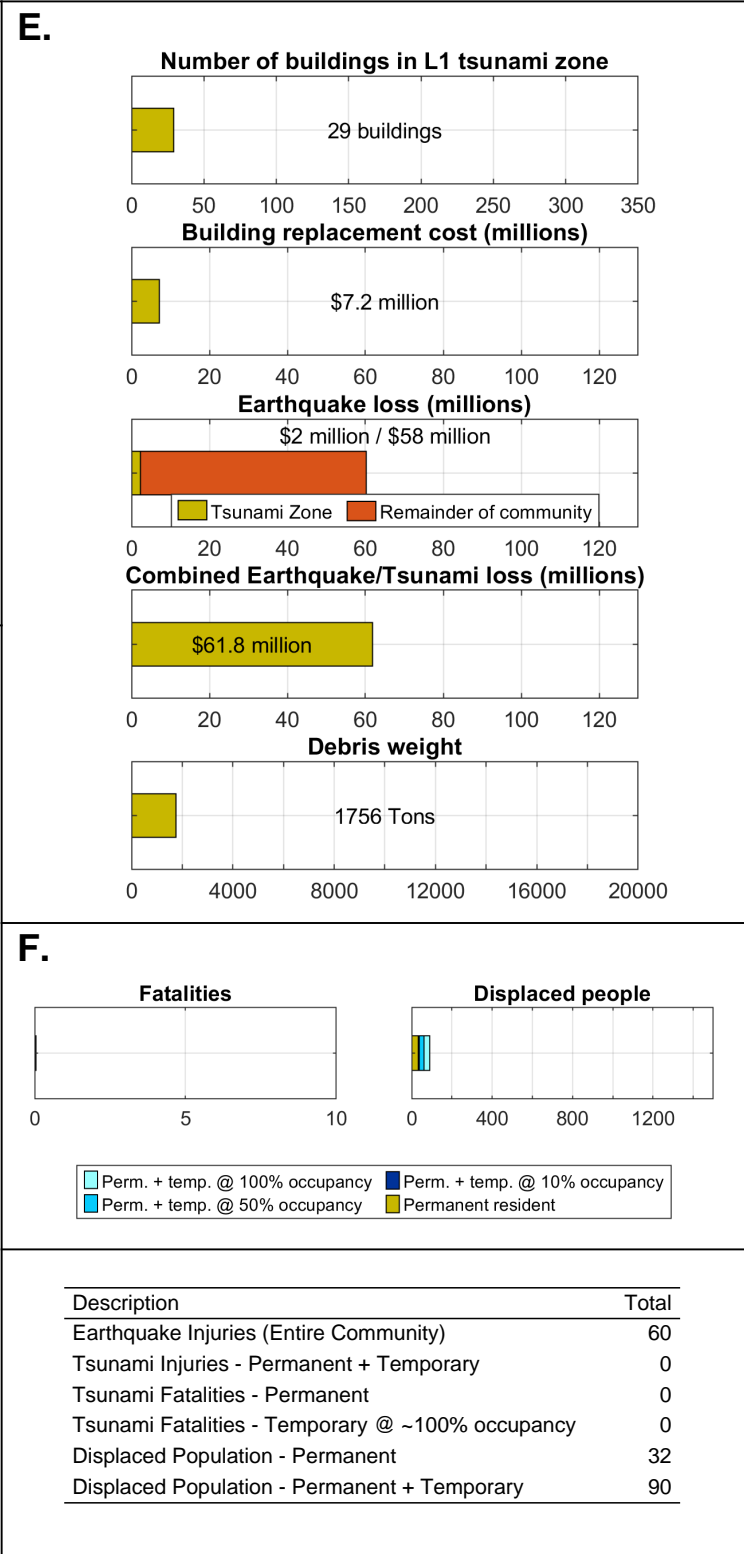 E.
Number of buildings in L1 tsunami zone
29 buildings
0 50 100 150 200 250 300 350
Building replacement cost (millions)
$7.2 million
0 20 40 60 80 100 120
Earthquake loss (millions)
$2 million / $58 million
Tsunami Zone Remainder of community
0 20 40 60 80 100 120
Combined Earthquake/Tsunami loss (millions)
$61.8 million
0 20 40 60 80 100 120
Debris weight
1756 Tons
0 4000 8000 12000 16000 20000
F.
Fatalities Displaced people
0 5 10 0 400 800 1200
Perm. + temp. @ 100% occupancy Perm. + temp. @ 10% occupancy
Perm. + temp. @ 50% occupancy Permanent resident
Description Total
Earthquake Injuries (Entire Community) 60
Tsunami Injuries - Permanent + Temporary 0
Tsunami Fatalities - Permanent 0
Tsunami Fatalities - Temporary @ ~100% occupancy 0
Displaced Population - Permanent 32
Displaced Population - Permanent + Temporary 90